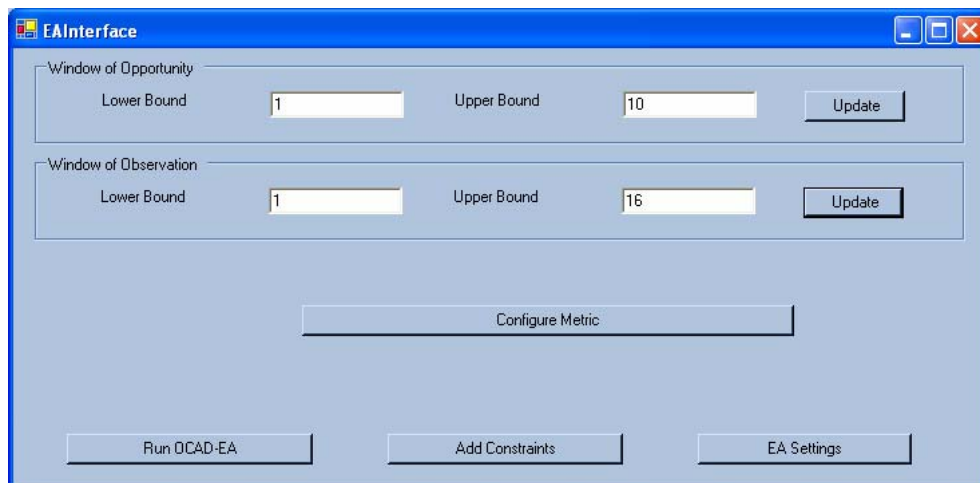 EAInterface
Window of Opportunity
Lower Bound 1 Upper Bound 10 Update
Window of Observation
Lower Bound 1 Upper Bound 16 Update
Configure Metric
Run OCAD-EA Add Constraints EA Settings